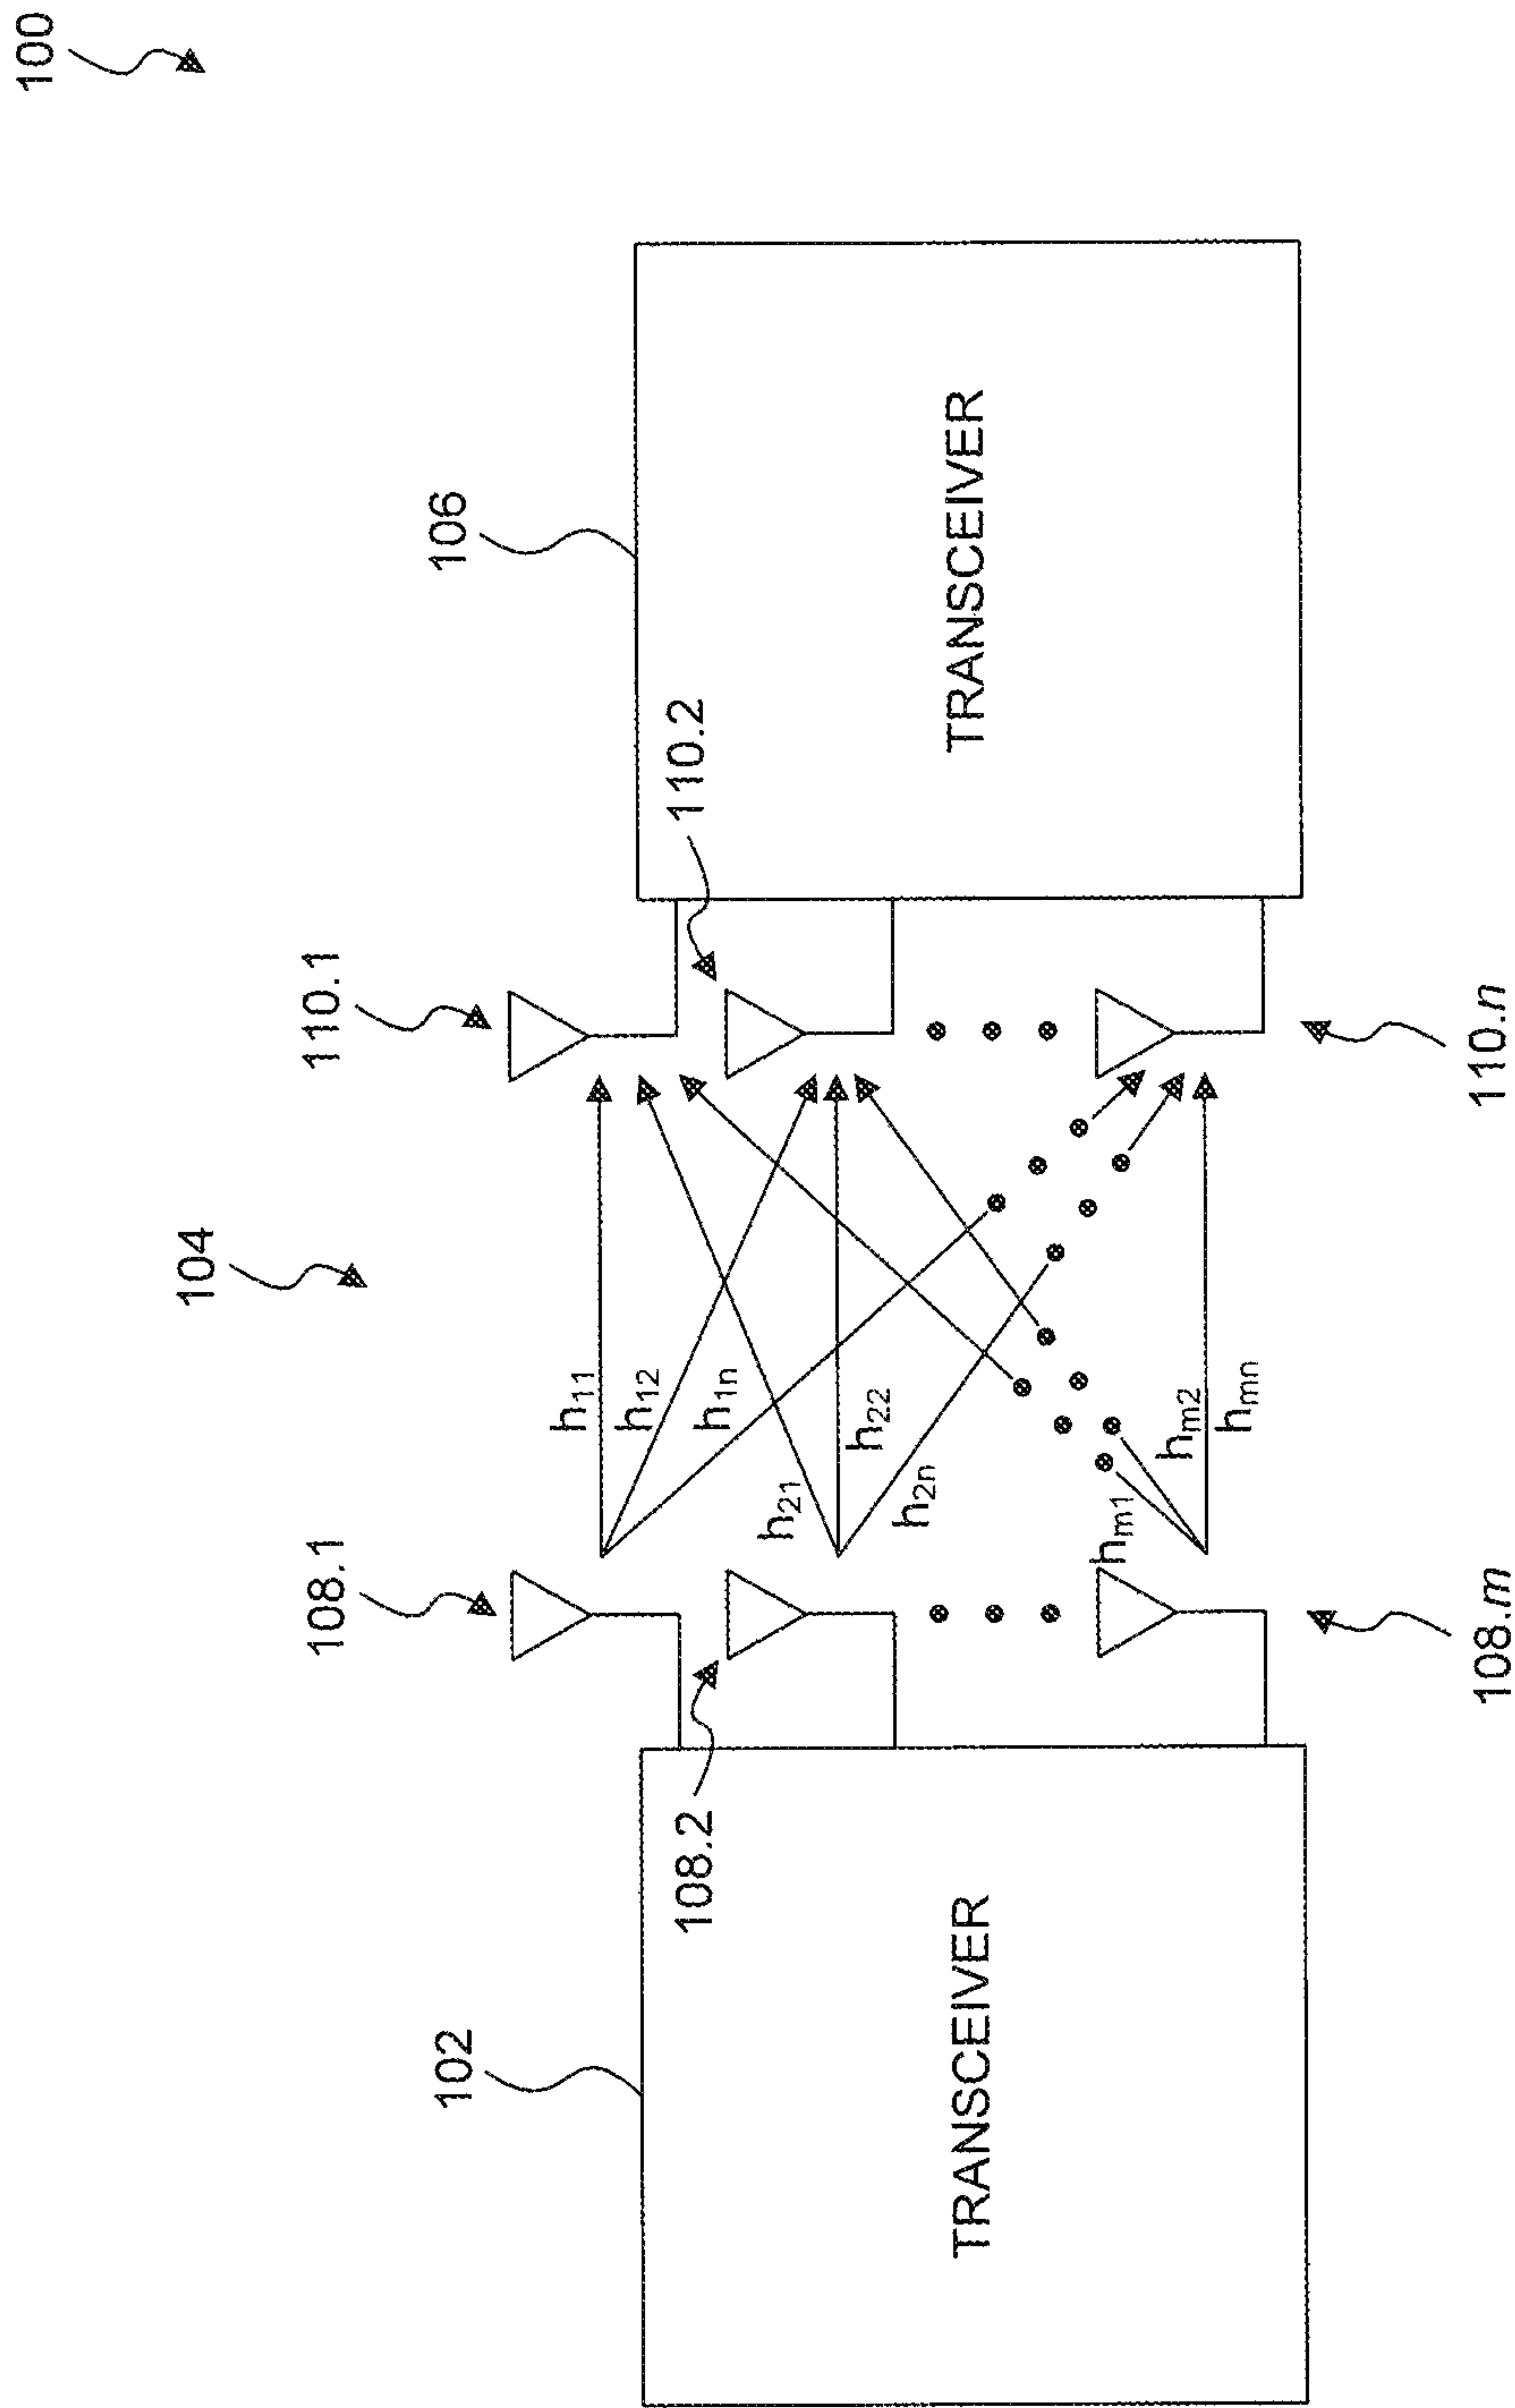 100
104
102
106
108.1
110.1
108.2
110.2
h11
h12
h1n
h21
h22
h2n
hm1
hm2
hmn
TRANSCEIVER
TRANSCEIVER
108.m
110.n